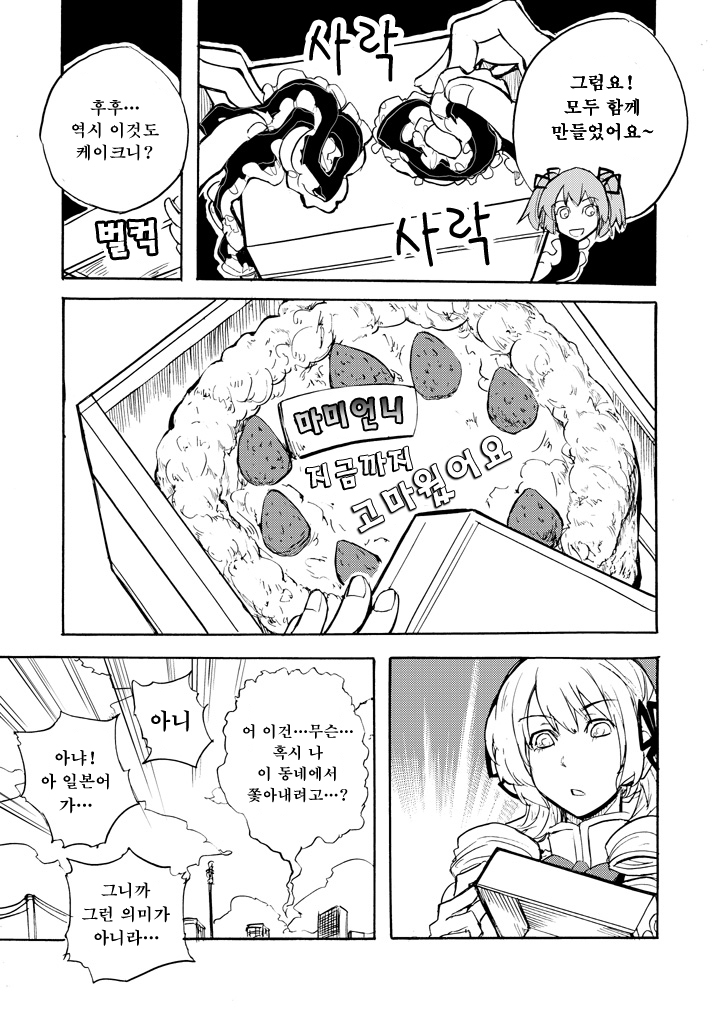 그럼요!
모두 함께
만들었어요~
사락
사락
후후…
역시 이것도
케이크니?
벌컥
마미언니
지금까지
고마웠어요
어 이건…무슨…
혹시 나
이 동네에서
쫓아내려고…?
아니
아냐!
아 일본어
가…
그니까
그런 의미가
아니라…